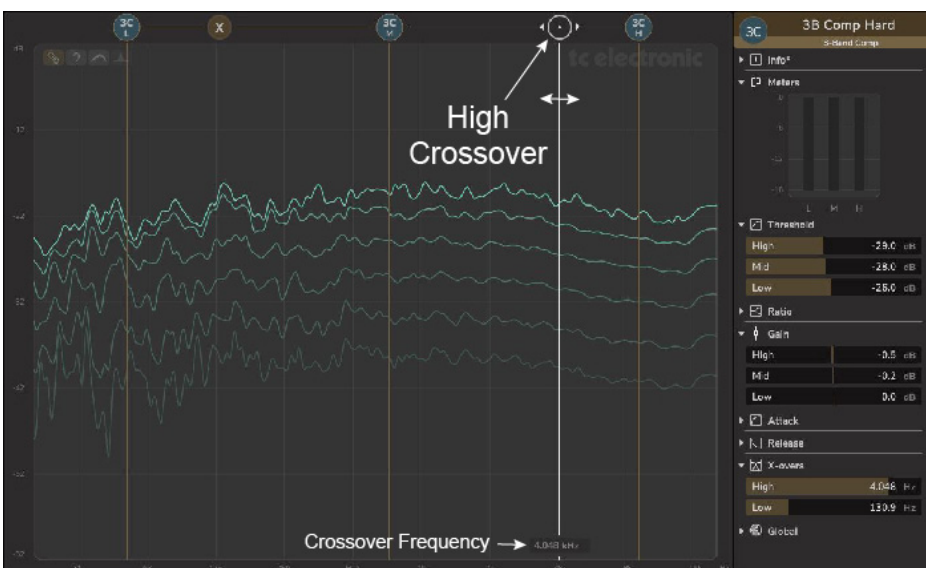 3C
L
X
3C
M
3C
H
3C
3B Comp Hard
3-Band Comp
dB
tc electronic
Info
High
Crossover
Meters
L M H
Threshold
High -29.0 dB
Mid -28.0 dB
Low -26.0 dB
Ratio
Gain
High -0.5 dB
Mid -0.2 dB
Low 0.0 dB
Attack
Release
X-overs
High 4.048 Hz
Low 130.9 Hz
Global
Crossover Frequency
4.048 kHz